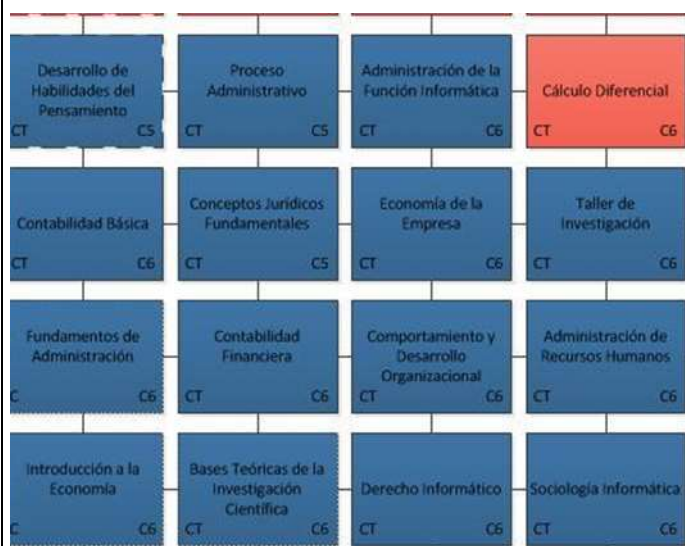 Desarrollo de
Habilidades del
Pensamiento
CT C5
Proceso
Administrativo
CT C5
Administración de la
Función Informática
CT C6
Cálculo Diferencial
CT C6
Contabilidad Básica
CT C6
Conceptos Jurídicos
Fundamentales
CT C5
Economía de la
Empresa
CT C6
Taller de
Investigación
CT C6
Fundamentos de
Administración
C C6
Contabilidad
Financiera
CT C6
Comportamiento y
Desarrollo
Organizacional
CT C6
Administración de
Recursos Humanos
CT C6
Introducción a la
Economía
C C6
Bases Teóricas de la
Investigación
Científica
CT C6
Derecho Informático
CT C6
Sociología Informática
CT C6